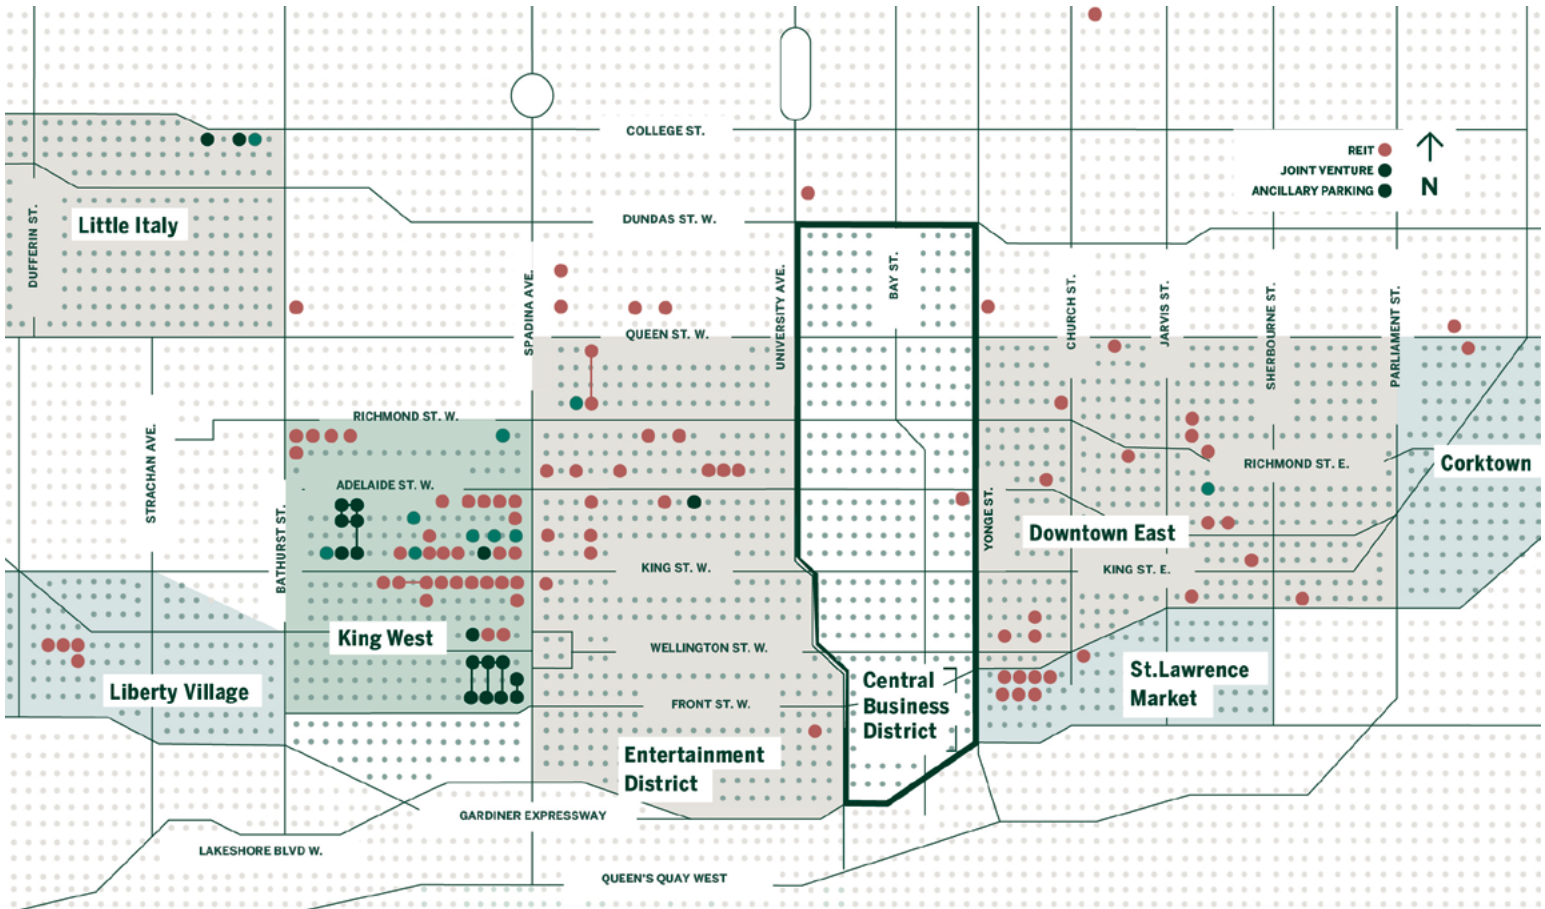 COLLEGE ST.
REIT
JOINT VENTURE
ANCILLARY PARKING
N
DUNDAS ST. W.
Little Italy
DUFFERIN ST.
SPADINA AVE.
UNIVERSITY AVE.
BAY ST.
CHURCH ST.
JARVIS ST.
SHERBOURNE ST.
PARLIAMENT ST.
QUEEN ST. W.
RICHMOND ST. W.
STRACHAN AVE.
ADELAIDE ST. W.
RICHMOND ST. E.
Corktown
BATHURST ST.
YONGE ST.
Downtown East
KING ST. W.
KING ST. E.
King West
WELLINGTON ST. W.
Liberty Village
Central
Business
District
St.Lawrence
Market
FRONT ST. W.
Entertainment
District
GARDINER EXPRESSWAY
LAKESHORE BLVD W.
QUEEN'S QUAY WEST